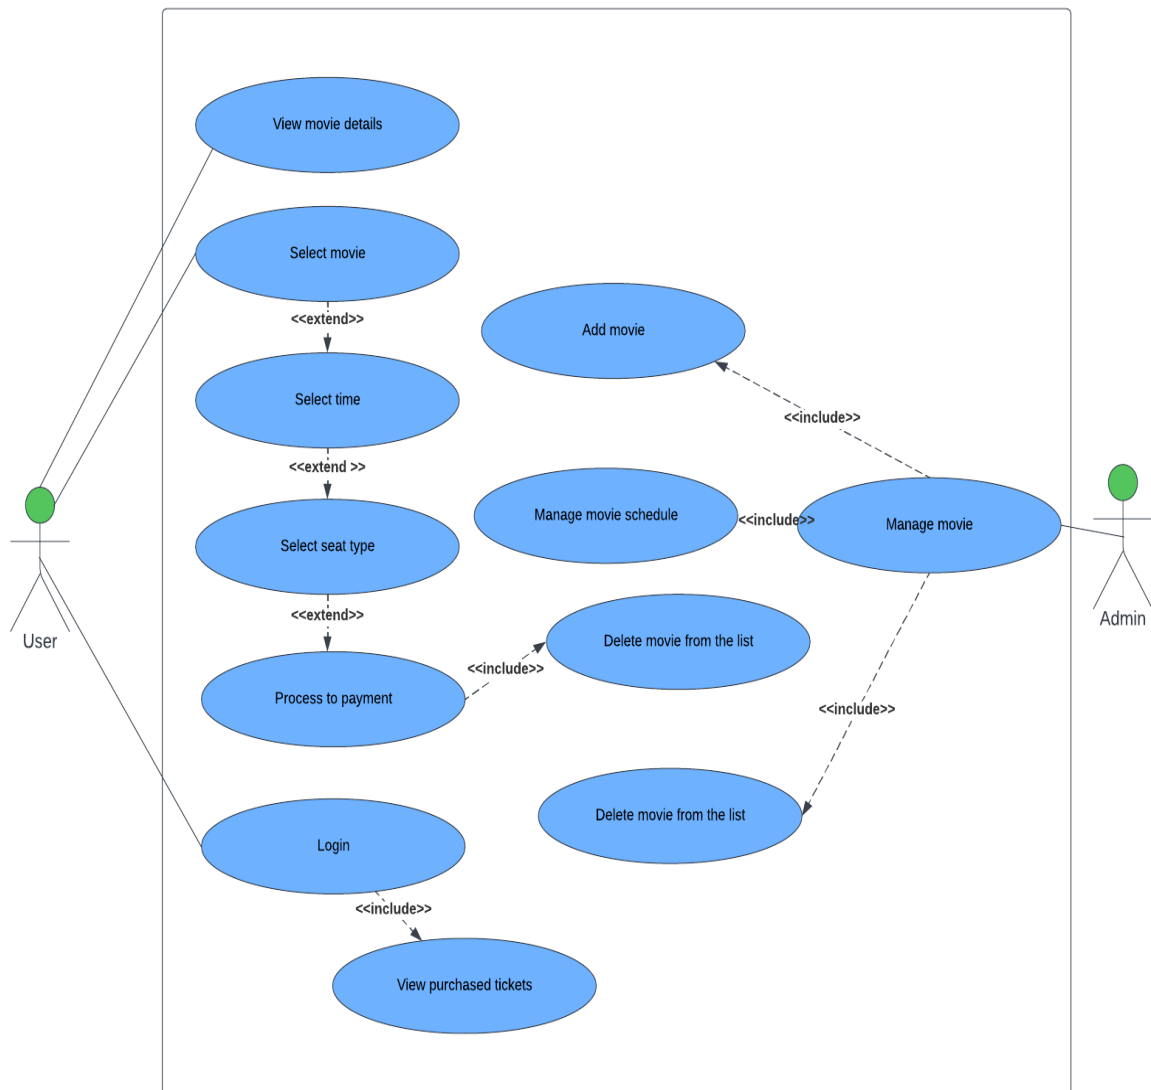 View movie details
Select movie
<<extend>>
Select time
<<extend >>
Select seat type
<<extend>>
Process to payment
<<include>>
Delete movie from the list
Add movie
<<include>>
Manage movie schedule
<<include>>
Manage movie
<<include>>
Delete movie from the list
Login
<<include>>
View purchased tickets
User
Admin